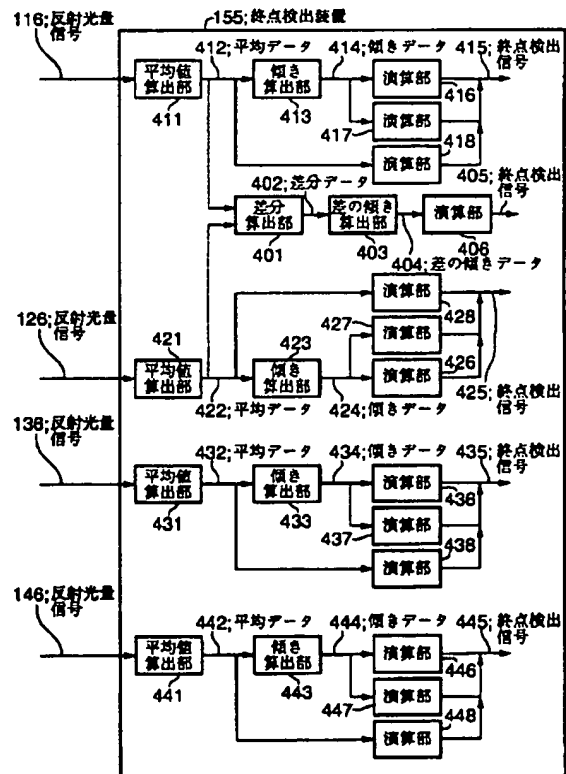 155;終点検出装置
116;反射光量
信号
412;平均データ
414;傾きデータ
415;終点検出
信号
平均値
算出部
411
傾き
算出部
413
演算部
416
417
演算部
418
演算部
402;差分データ
405;終点検出
信号
差分
算出部
401
差の傾き
算出部
403
演算部
406
404;差の傾きデータ
126;反射光量
信号
演算部
428
427
演算部
421
平均値
算出部
423
傾き
算出部
426
演算部
422;平均データ
424;傾きデータ
425;終点検出
信号
136;反射光量
信号
432;平均データ
434;傾きデータ
435;終点検出
信号
平均値
算出部
431
傾き
算出部
433
演算部
436
437
演算部
438
演算部
146;反射光量
信号
442;平均データ
444;傾きデータ
445;終点検出
信号
平均値
算出部
441
傾き
算出部
443
演算部
446
447
演算部
448
演算部